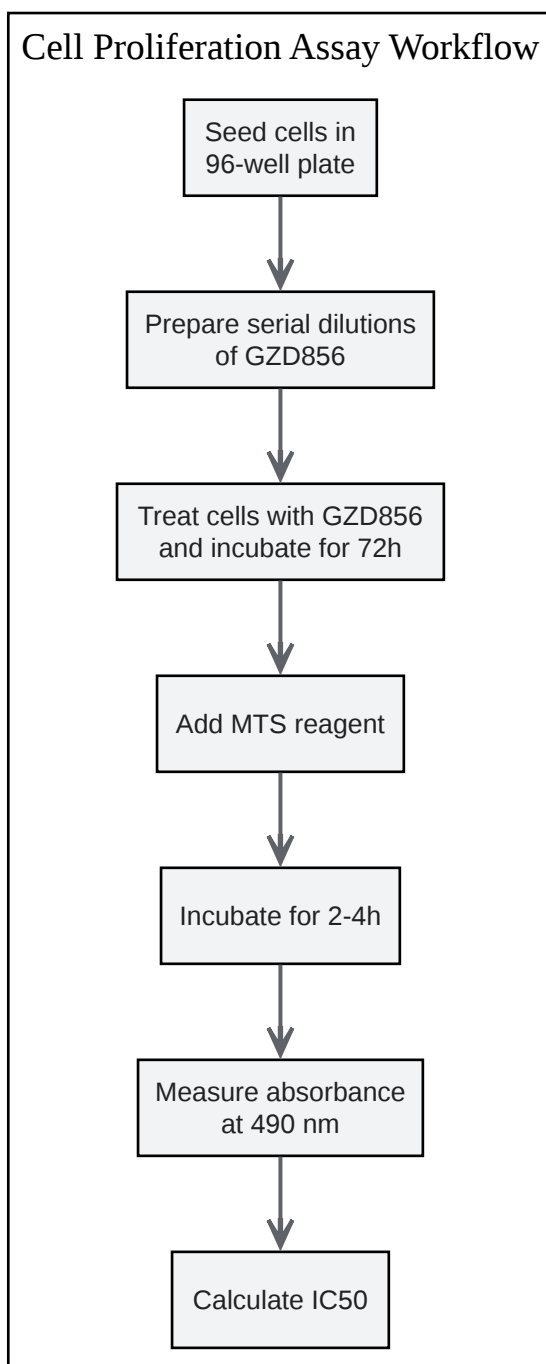 Cell Proliferation Assay Workflow
Seed cells in
96-well plate
Prepare serial dilutions
of GZD856
Treat cells with GZD856
and incubate for 72h
Add MTS reagent
Incubate for 2-4h
Measure absorbance
at 490 nm
Calculate IC50